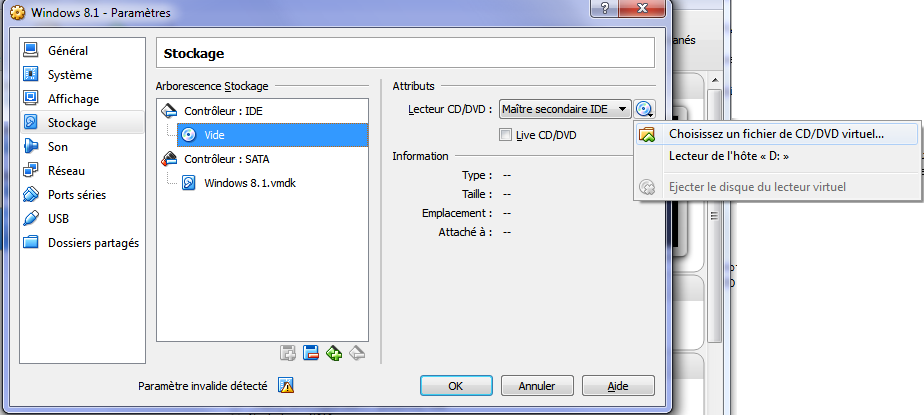 Windows 8.1 - Paramètres
?
anés
Général
Système
Affichage
Stockage
Son
Réseau
Ports séries
USB
Dossiers partagés
Stockage
Arborescence Stockage
Contrôleur : IDE
Vide
Contrôleur : SATA
Windows 8.1.vmdk
Attributs
Lecteur CD/DVD : Maître secondaire IDE
Live CD/DVD
Information
Type : --
Taille : --
Emplacement : --
Attaché à : --
Choisissez un fichier de CD/DVD virtuel...
Lecteur de l'hôte « D: »
Ejecter le disque du lecteur virtuel
Paramètre invalide détecté
OK
Annuler
Aide